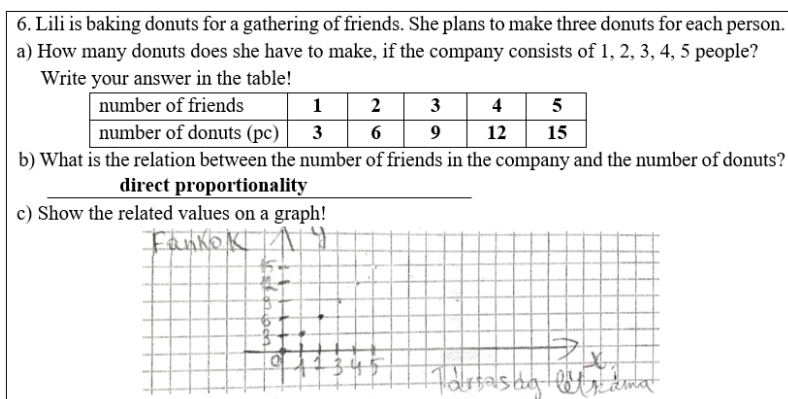 6. Lili is baking donuts for a gathering of friends. She plans to make three donuts for each person.
a) How many donuts does she have to make, if the company consists of 1, 2, 3, 4, 5 people?
Write your answer in the table!
number of friends 1 2 3 4 5
number of donuts (pc) 3 6 9 12 15
b) What is the relation between the number of friends in the company and the number of donuts?
direct proportionality
c) Show the related values on a graph!
Fánkok y
15
12
9
6
3
0 1 2 3 4 5 x
Társaság létszáma